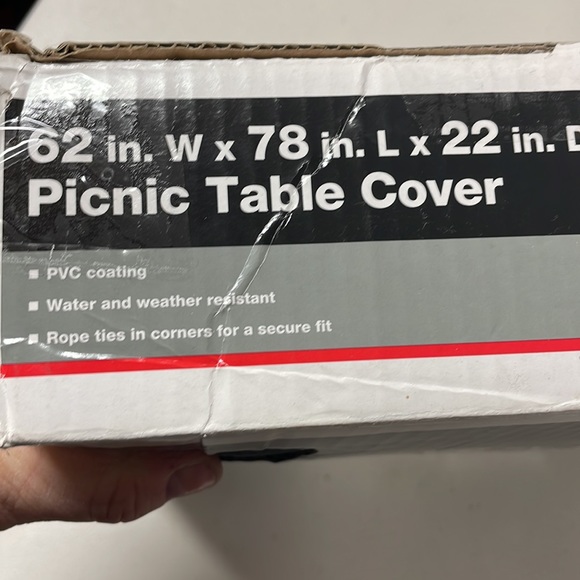 62 in. W x 78 in. L x 22 in. D
Picnic Table Cover
▪ PVC coating
▪ Water and weather resistant
▪ Rope ties in corners for a secure fit